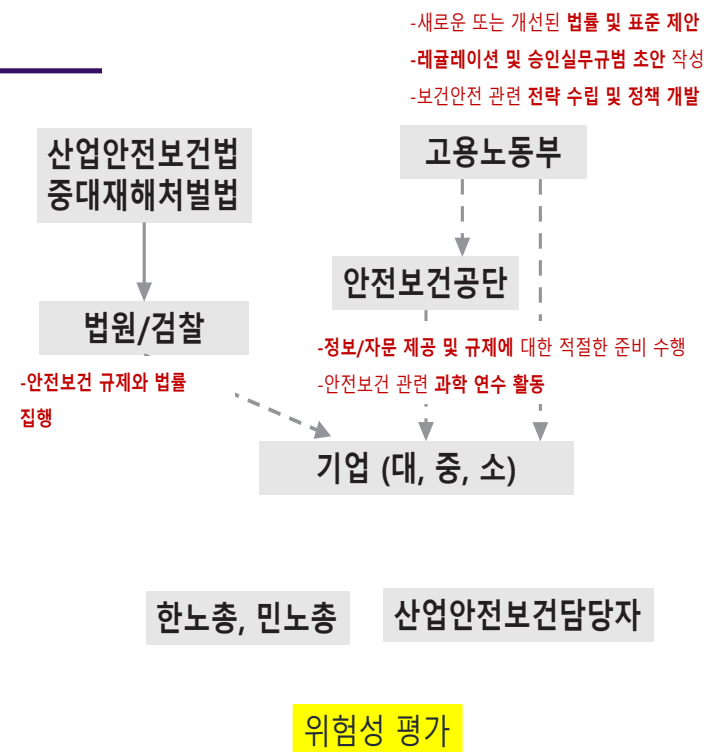 -새로운 또는 개선된 법률 및 표준 제안
-레귤레이션 및 승인실무규범 초안 작성
-보건안전 관련 전략 수립 및 정책 개발
산업안전보건법
중대재해처벌법
고용노동부
안전보건공단
법원/검찰
-정보/자문 제공 및 규제에 대한 적절한 준비 수행
-안전보건 관련 과학 연수 활동
-안전보건 규제와 법률
집행
기업 (대, 중, 소)
한노총, 민노총
산업안전보건담당자
위험성 평가